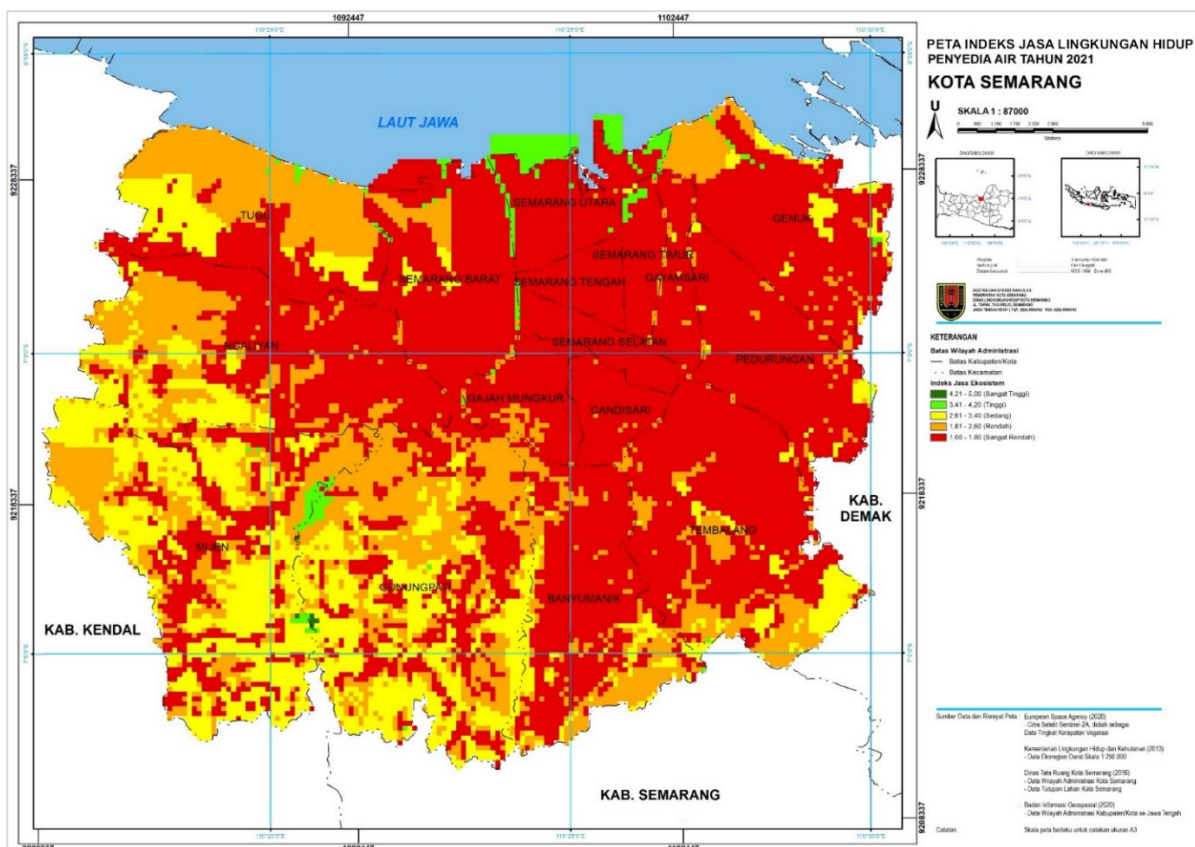 PETA INDEKS JASA LINGKUNGAN HIDUP
PENYEDIA AIR TAHUN 2021
KOTA SEMARANG
U
SKALA 1 : 87000
Meters
1092447
1102447
9228337
9228337
9218337
9218337
9208337
LAUT JAWA
TUGU
SEMARANG UTARA
GENUK
SEMARANG TIMUR
SEMARANG BARAT
SEMARANG TENGAH
GAYAMSARI
NGALIYAN
SEMARANG SELATAN
PEDURUNGAN
GAJAH MUNGKUR
CANDISARI
MIJEN
TEMBALANG
GUNUNGPATI
BANYUMANIK
KAB. KENDAL
KAB.
DEMAK
KAB. SEMARANG
KETERANGAN
Batas Wilayah Administrasi
Batas Kabupaten/Kota
Batas Kecamatan
Indeks Jasa Ekosistem
4,21 - 5,00 (Sangat Tinggi)
3,41 - 4,20 (Tinggi)
2,61 - 3,40 (Sedang)
1,81 - 2,60 (Rendah)
1,00 - 1,80 (Sangat Rendah)
Sumber Data dan Riwayat Peta :
European Space Agency (2020)
- Citra Satelit Sentinel-2A, diolah sebagai
Data Tingkat Kerapatan Vegetasi
Kementerian Lingkungan Hidup dan Kehutanan (2013)
- Data Ekoregion Darat Skala 1:250.000
Dinas Tata Ruang Kota Semarang (2018)
- Data Wilayah Administrasi Kota Semarang
- Data Tutupan Lahan Kota Semarang
Badan Informasi Geospasial (2020)
- Data Wilayah Administrasi Kabupaten/Kota se Jawa Tengah
Catatan
Skala peta berlaku untuk cetakan ukuran A3